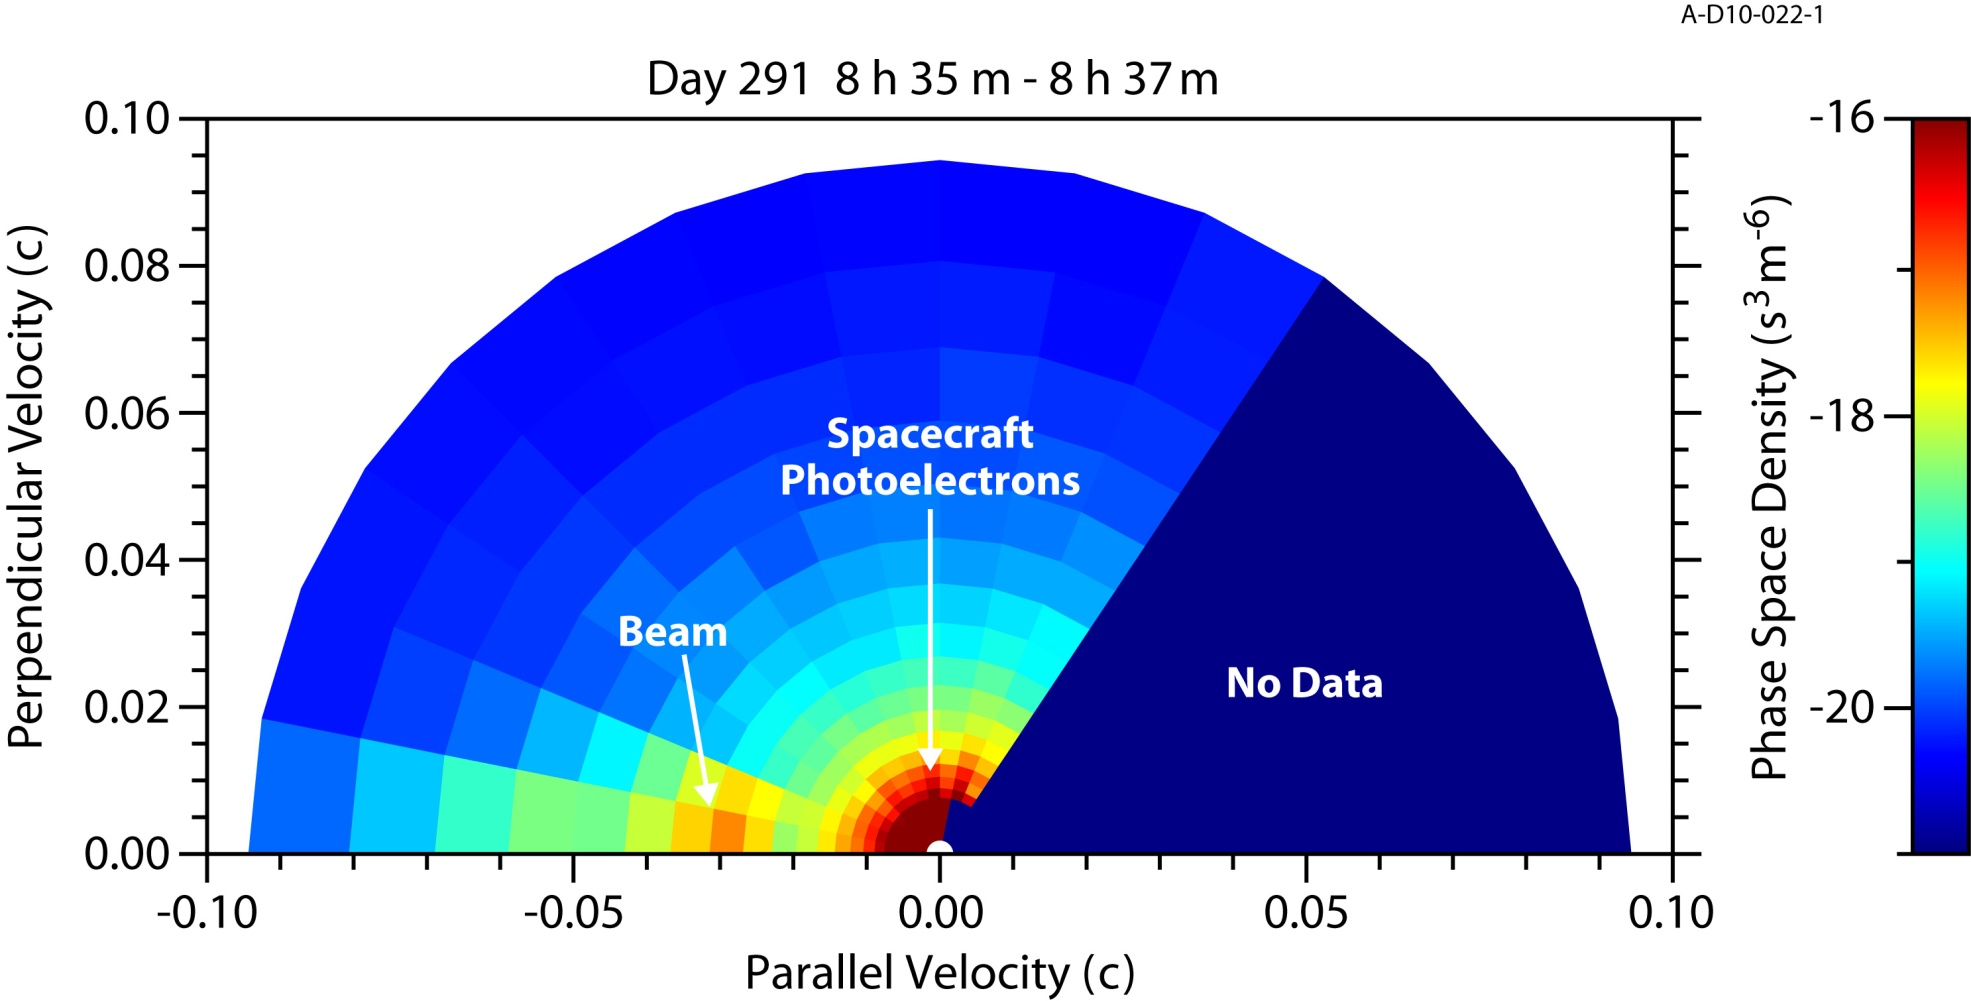 A-D10-022-1
Day 291 8 h 35 m - 8 h 37 m
0.10
0.08
0.06
0.04
0.02
0.00
Perpendicular Velocity (c)
Spacecraft
Photoelectrons
Beam
No Data
-0.10
-0.05
0.00
0.05
0.10
Parallel Velocity (c)
-16
-18
-20
Phase Space Density (s³m⁻⁶)